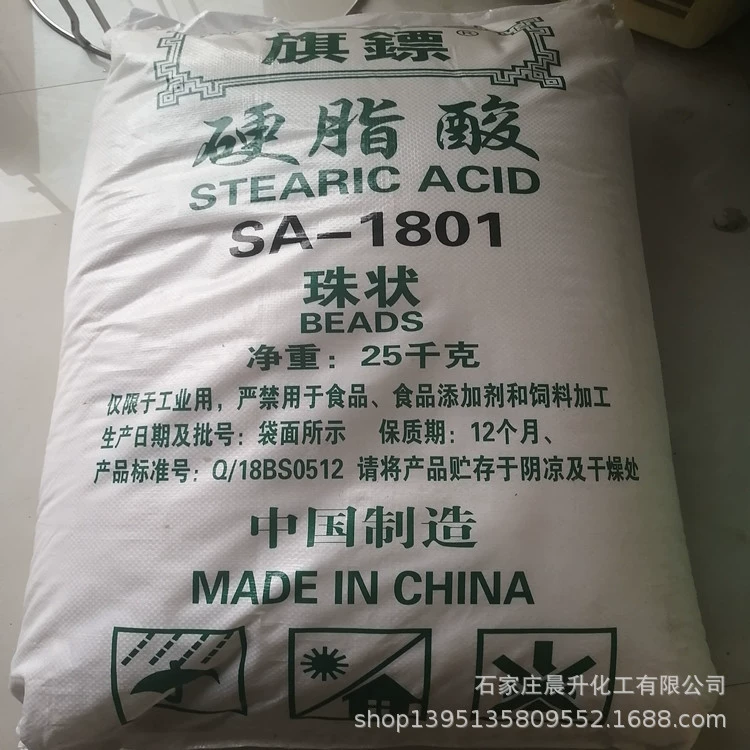 旗鏢®
硬脂酸
STEARIC ACID
SA-1801
珠状
BEADS
净重：25千克
仅限于工业用，严禁用于食品、食品添加剂和饲料加工
生产日期及批号：袋面所示 保质期：12个月、
产品标准号：Q/18BS0512 请将产品贮存于阴凉及干燥处
中国制造
MADE IN CHINA
石家庄晨升化工有限公司
shop1395135809552.1688.com